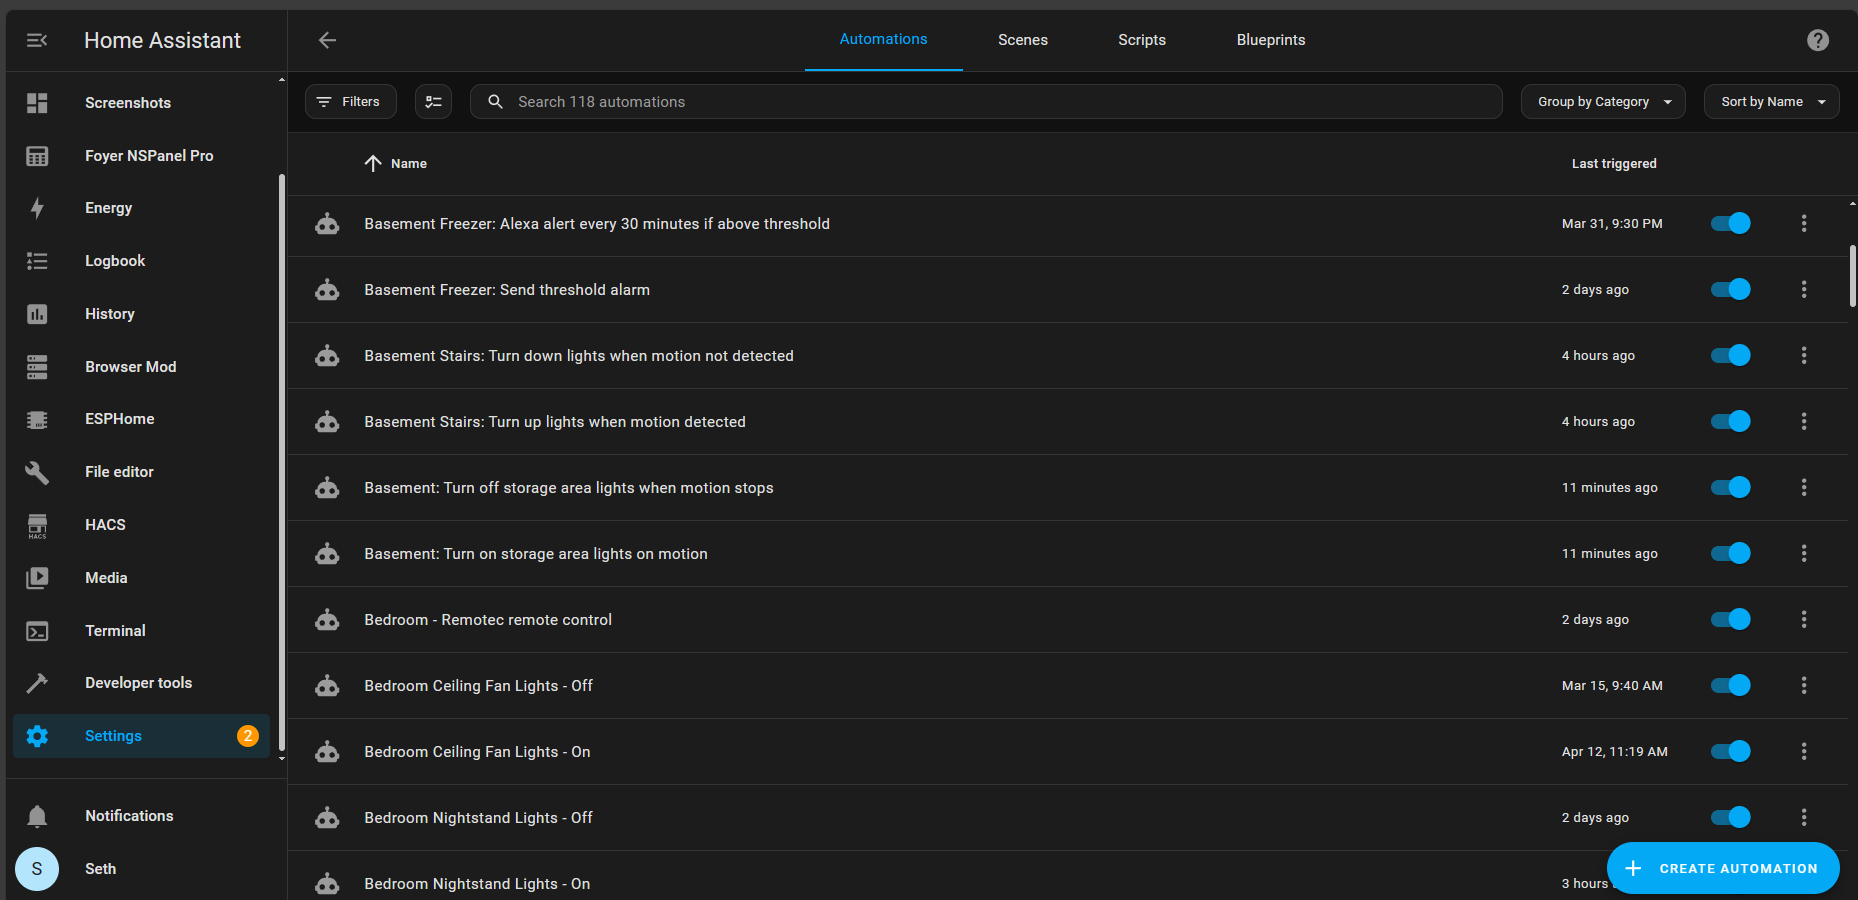 Home Assistant
Automations
Scenes
Scripts
Blueprints
Screenshots
Foyer NSPanel Pro
Energy
Logbook
History
Browser Mod
ESPHome
File editor
HACS
HACS
Media
Terminal
Developer tools
Settings
2
Notifications
S
Seth
Filters
Search 118 automations
Group by Category
Sort by Name
Name
Last triggered
Basement Freezer: Alexa alert every 30 minutes if above threshold
Mar 31, 9:30 PM
Basement Freezer: Send threshold alarm
2 days ago
Basement Stairs: Turn down lights when motion not detected
4 hours ago
Basement Stairs: Turn up lights when motion detected
4 hours ago
Basement: Turn off storage area lights when motion stops
11 minutes ago
Basement: Turn on storage area lights on motion
11 minutes ago
Bedroom - Remotec remote control
2 days ago
Bedroom Ceiling Fan Lights - Off
Mar 15, 9:40 AM
Bedroom Ceiling Fan Lights - On
Apr 12, 11:19 AM
Bedroom Nightstand Lights - Off
2 days ago
Bedroom Nightstand Lights - On
3 hours
CREATE AUTOMATION